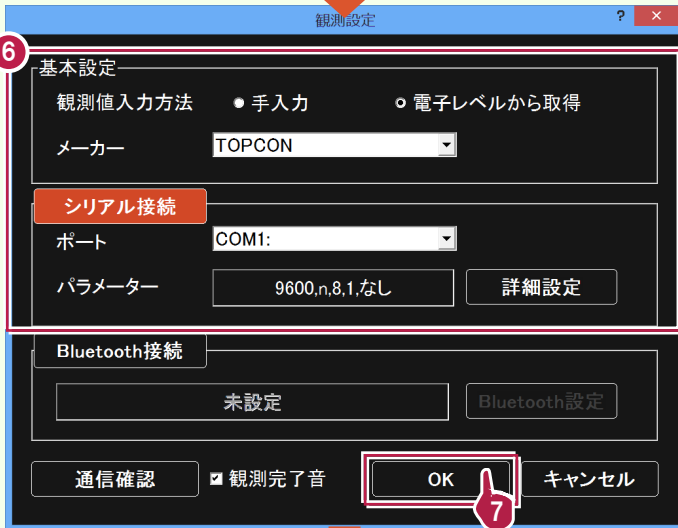 観測設定 ? ×
6
基本設定
観測値入力方法 手入力 電子レベルから取得
メーカー TOPCON
シリアル接続
ポート COM1:
パラメーター 9600,n,8,1,なし 詳細設定
Bluetooth接続
未設定 Bluetooth設定
通信確認 観測完了音 OK キャンセル
7